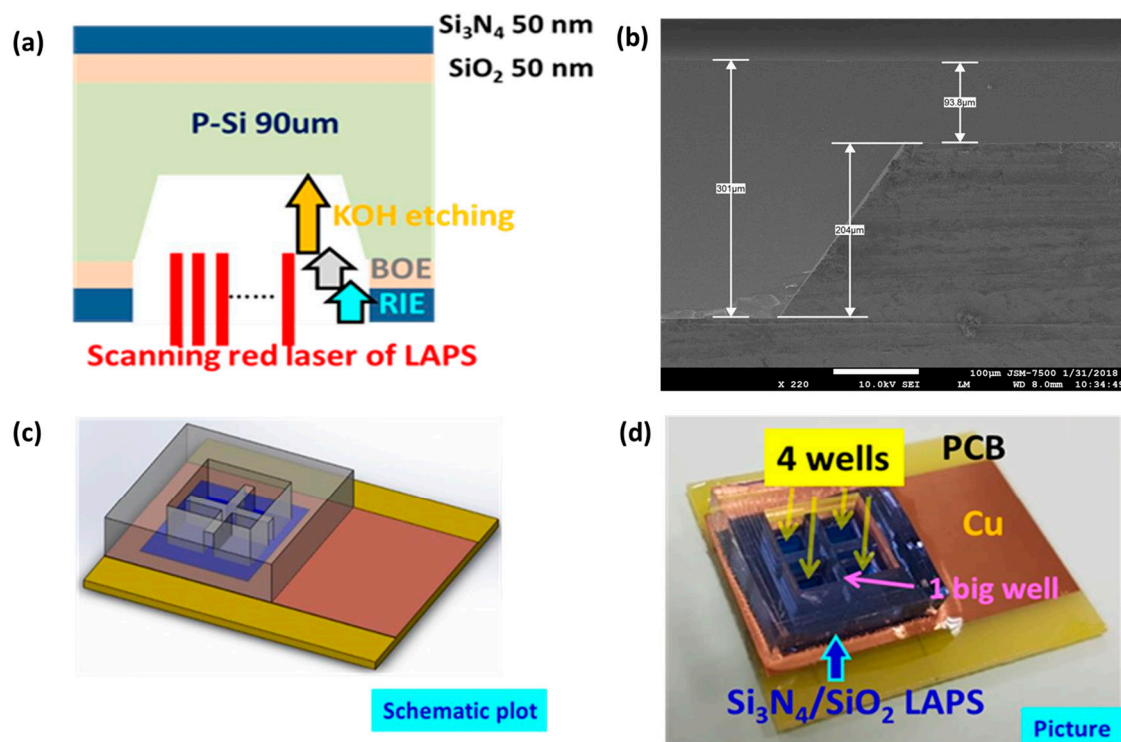 (a)
Si₃N₄ 50 nm
SiO₂ 50 nm
P-Si 90um
KOH etching
BOE
RIE
Scanning red laser of LAPS
(b)
93.8µm
301µm
204µm
100µm JSM-7500 1/31/2018
X 220 10.0kV SEI LM WD 8.0mm 10:34:49
(c)
Schematic plot
(d)
4 wells
PCB
Cu
1 big well
Si₃N₄/SiO₂ LAPS
Picture